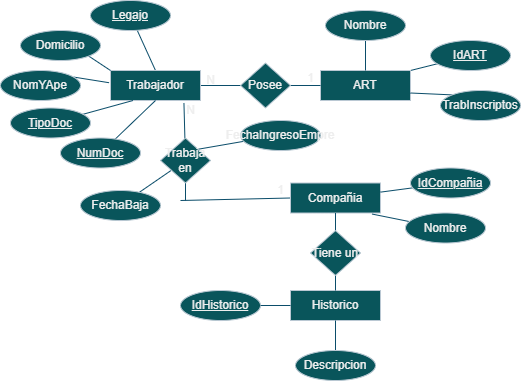 Legajo
Nombre
Domicilio
IdART
NomYApe
Trabajador
N
Posee
1
ART
TipoDoc
N
TrabInscriptos
NumDoc
FechaIngresoEmpre
Trabaja
en
FechaBaja
1
Compañia
IdCompañia
Nombre
Tiene un
IdHistorico
Historico
Descripcion